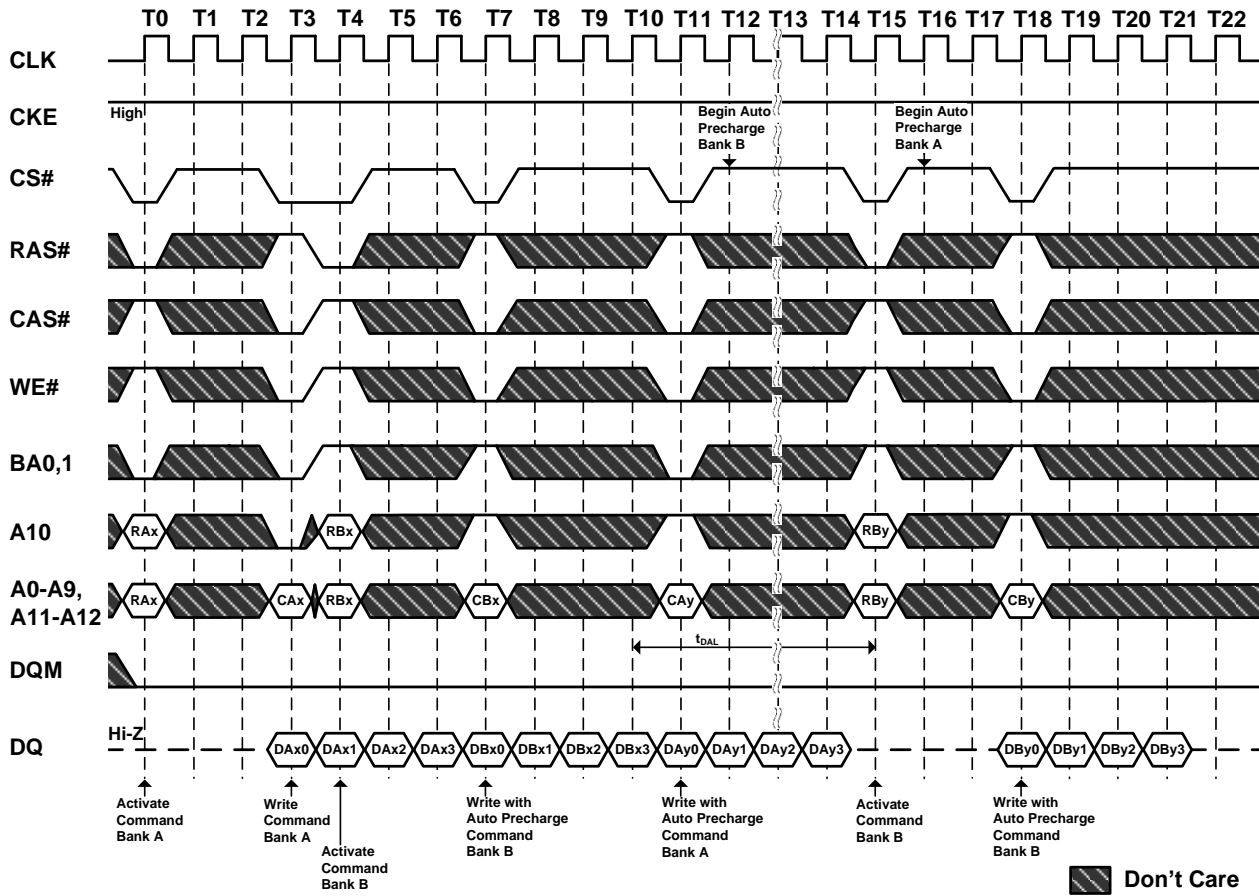 T0 T1 T2 T3 T4 T5 T6 T7 T8 T9 T10 T11 T12 T13 T14 T15 T16 T17 T18 T19 T20 T21 T22
CLK
CKE
High
Begin Auto
Precharge
Bank B
Begin Auto
Precharge
Bank A
CS#
RAS#
CAS#
WE#
BA0,1
A10
RAx RBx RBy
A0-A9,
A11-A12
RAx CAx RBx CBx CAy RBy CBy
tDAL
DQM
DQ
Hi-Z
DAx0 DAx1 DAx2 DAx3 DBx0 DBx1 DBx2 DBx3 DAy0 DAy1 DAy2 DAy3 DBy0 DBy1 DBy2 DBy3
Activate
Command
Bank A
Write
Command
Bank A
Activate
Command
Bank B
Write with
Auto Precharge
Command
Bank B
Write with
Auto Precharge
Command
Bank A
Activate
Command
Bank B
Write with
Auto Precharge
Command
Bank B
Don't Care